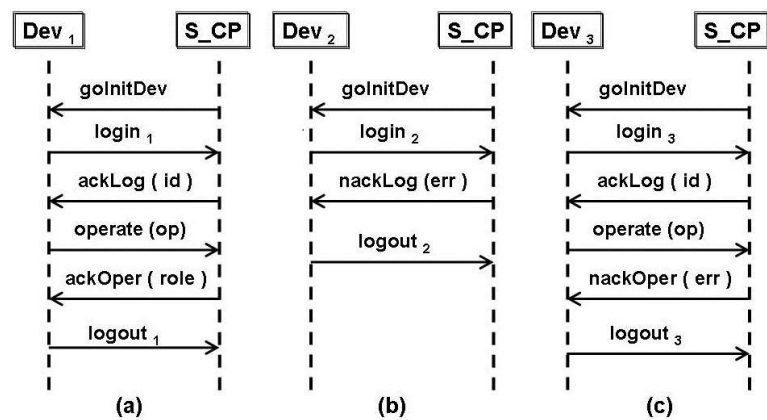 Dev 1 S_CP
goInitDev
login 1
ackLog ( id )
operate (op)
ackOper ( role )
logout 1
(a)
Dev 2 S_CP
goInitDev
login 2
nackLog (err )
logout 2
(b)
Dev 3 S_CP
goInitDev
login 3
ackLog ( id )
operate (op)
nackOper ( err )
logout 3
(c)